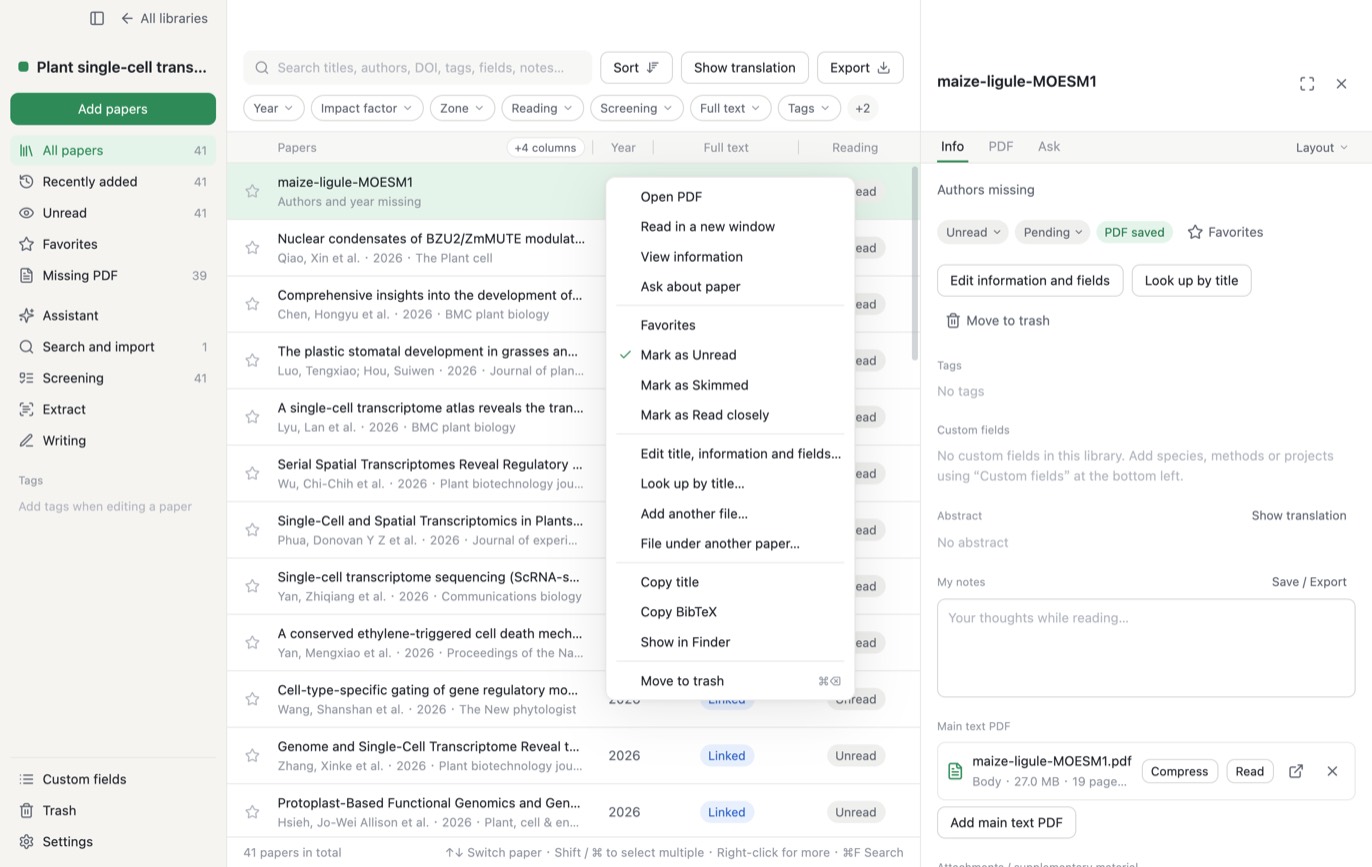 All libraries
Plant single-cell trans...
Add papers
All papers 41
Recently added 41
Unread 41
Favorites
Missing PDF 39
Assistant
Search and import 1
Screening 41
Extract
Writing
Tags
Add tags when editing a paper
Custom fields
Trash
Settings
Search titles, authors, DOI, tags, fields, notes...
Sort
Show translation
Export
Year
Impact factor
Zone
Reading
Screening
Full text
Tags
+2
Papers +4 columns Year Full text Reading
maize-ligule-MOESM1
Authors and year missing
Nuclear condensates of BZU2/ZmMUTE modulat...
Qiao, Xin et al. · 2026 · The Plant cell
Comprehensive insights into the development of...
Chen, Hongyu et al. · 2026 · BMC plant biology
The plastic stomatal development in grasses an...
Luo, Tengxiao; Hou, Suiwen · 2026 · Journal of plan...
A single-cell transcriptome atlas reveals the tran...
Lyu, Lan et al. · 2026 · BMC plant biology
Serial Spatial Transcriptomes Reveal Regulatory ...
Wu, Chi-Chih et al. · 2026 · Plant biotechnology jou...
Single-Cell and Spatial Transcriptomics in Plants...
Phua, Donovan Y Z et al. · 2026 · Journal of experi...
Single-cell transcriptome sequencing (ScRNA-s...
Yan, Zhiqiang et al. · 2026 · Communications biology
A conserved ethylene-triggered cell death mech...
Yan, Mengxiao et al. · 2026 · Proceedings of the Na...
Cell-type-specific gating of gene regulatory mo...
Wang, Shanshan et al. · 2026 · The New phytologist
2026 Linked Unread
Genome and Single-Cell Transcriptome Reveal t...
Zhang, Xinke et al. · 2026 · Plant biotechnology jou...
2026 Linked Unread
Protoplast-Based Functional Genomics and Gen...
Hsieh, Jo-Wei Allison et al. · 2026 · Plant, cell & en...
2026 Linked Unread
41 papers in total
↑↓ Switch paper · Shift / ⌘ to select multiple · Right-click for more · ⌘F Search
Open PDF
Read in a new window
View information
Ask about paper
Favorites
Mark as Unread
Mark as Skimmed
Mark as Read closely
Edit title, information and fields...
Look up by title...
Add another file...
File under another paper...
Copy title
Copy BibTeX
Show in Finder
Move to trash ⌘⌫
maize-ligule-MOESM1
Info PDF Ask Layout
Authors missing
Unread Pending PDF saved Favorites
Edit information and fields
Look up by title
Move to trash
Tags
No tags
Custom fields
No custom fields in this library. Add species, methods or projects
using “Custom fields” at the bottom left.
Abstract Show translation
No abstract
My notes Save / Export
Your thoughts while reading...
Main text PDF
maize-ligule-MOESM1.pdf
Body · 27.0 MB · 19 page...
Compress
Read
Add main text PDF
Attachments / supplementary material